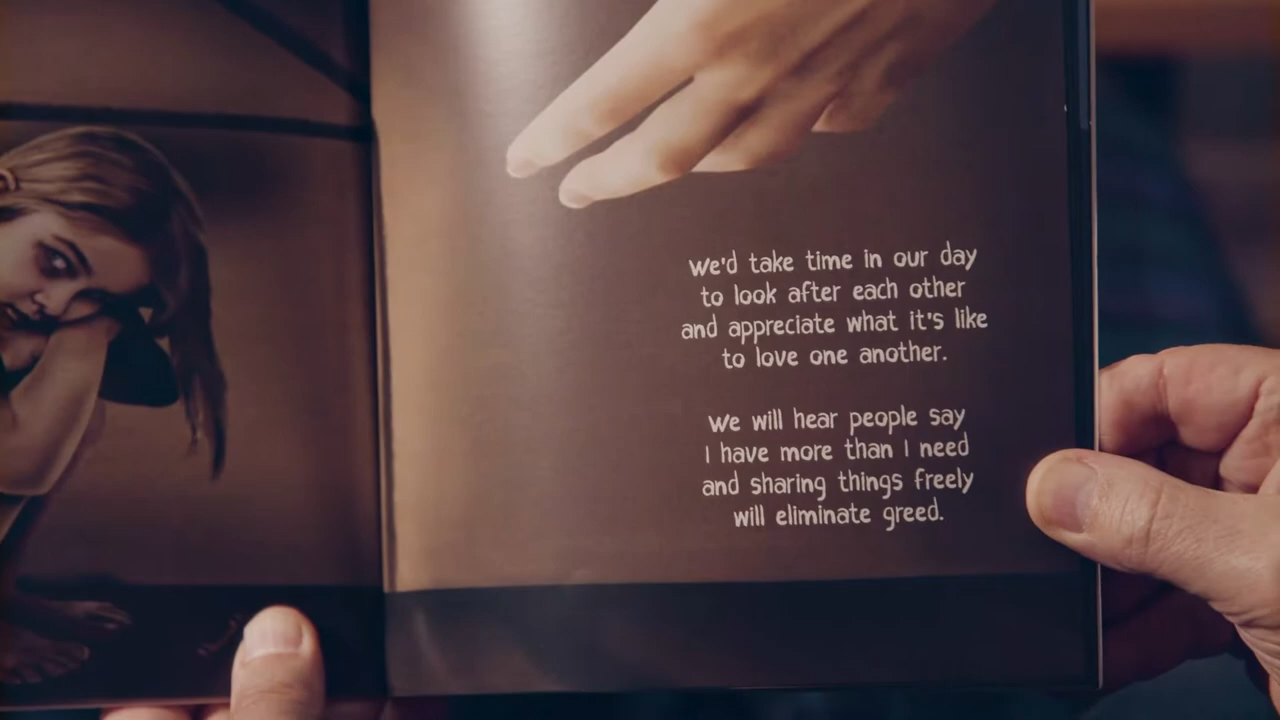 We'd take time in our day
to look after each other
and appreciate what it's like
to love one another.
We will hear people say
I have more than I need
and sharing things freely
will eliminate greed.